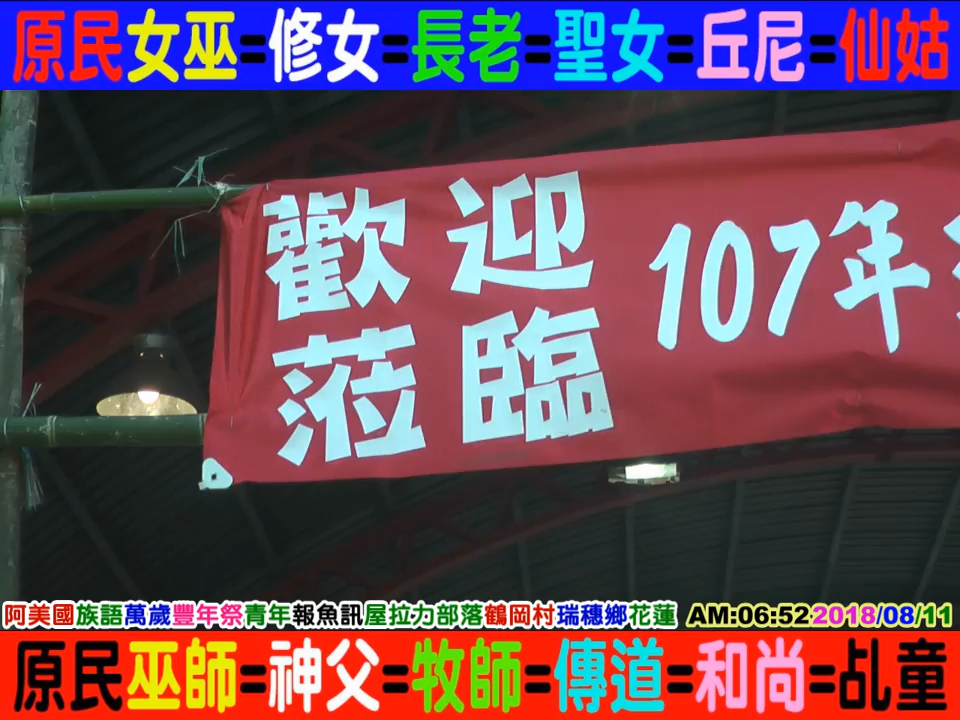 原民女巫=修女=長老=聖女=丘尼=仙姑
歡迎
蒞臨
107年
阿美國族語萬歲豐年祭青年報魚訊屋拉力部落鶴岡村瑞穗鄉花蓮 AM:06:52 2018/08/11
原民巫師=神父=牧師=傳道=和尚=乩童